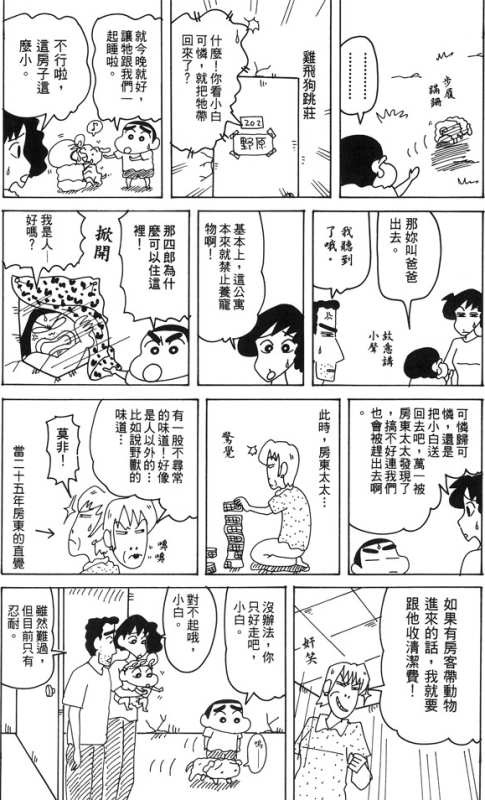 …………
步履
蹣跚
雞飛狗跳莊
什麼！你看小白
可憐，就把牠帶
回來了？
202
野原
就今晚就好，
讓牠跟我們一
起睡啦。
不行啦，
這房子這
麼小。
那妳叫爸爸
出去。
故意講
小聲
我聽到
了哦。
基本上，這公寓
本來就禁止養寵
物啊！
那四郎為什
麼可以住這
裡！
掀開
我是人
好嗎？
可憐歸可
憐，還是
把小白送
回去吧，萬一被
房東太太發現了
，搞不好連我們
也會被趕出去啊
。
此時，房東太太…
驚覺
有一股不尋常
的味道！好像
是人以外的…
比如說野獸的
味道…
莫非！
嗚嗚
當二十五年房東的直覺
如果有房客帶動物
進來的話，我就要
跟他收清潔費！
奸笑
沒辦法，你
只好走吧，
小白。
嗚—
對不起哦，
小白。
雖然難過，
但目前只有
忍耐。